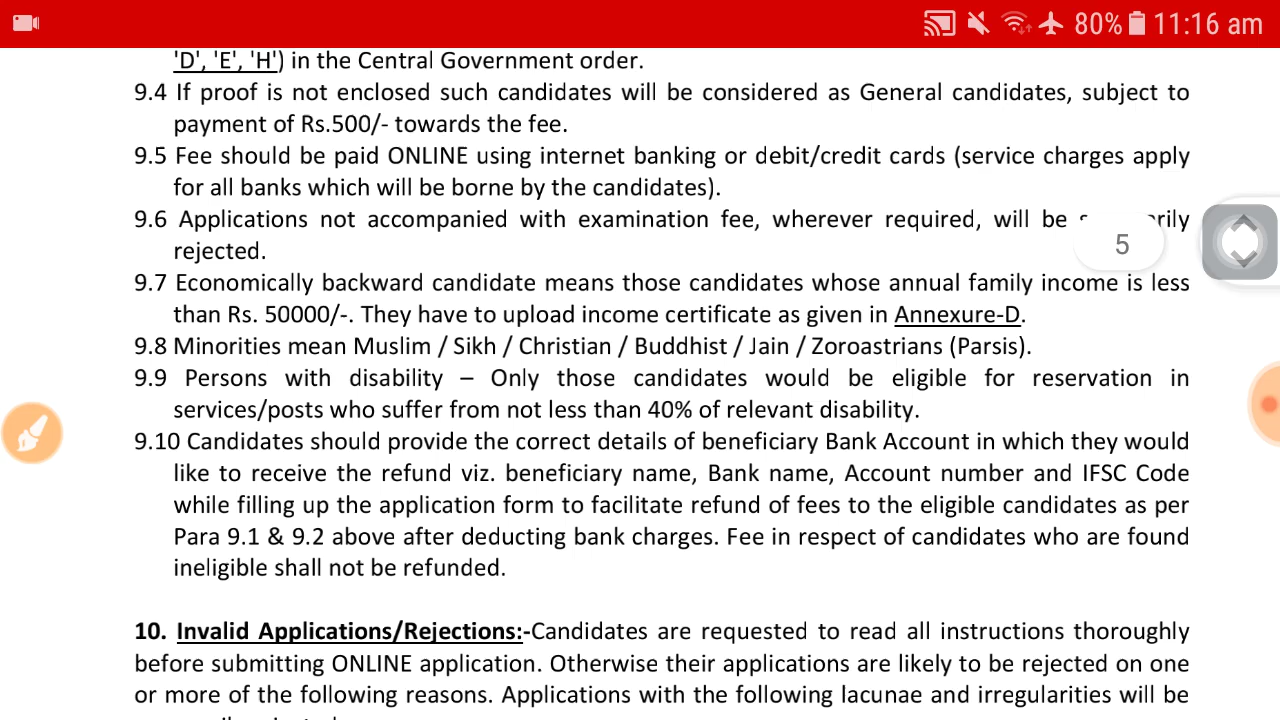 80% 11:16 am
'D', 'E', 'H') in the Central Government order.
9.4 If proof is not enclosed such candidates will be considered as General candidates, subject to
payment of Rs.500/- towards the fee.
9.5 Fee should be paid ONLINE using internet banking or debit/credit cards (service charges apply
for all banks which will be borne by the candidates).
9.6 Applications not accompanied with examination fee, wherever required, will be
rejected.
5
9.7 Economically backward candidate means those candidates whose annual family income is less
than Rs. 50000/-. They have to upload income certificate as given in Annexure-D.
9.8 Minorities mean Muslim / Sikh / Christian / Buddhist / Jain / Zoroastrians (Parsis).
9.9 Persons with disability – Only those candidates would be eligible for reservation in
services/posts who suffer from not less than 40% of relevant disability.
9.10 Candidates should provide the correct details of beneficiary Bank Account in which they would
like to receive the refund viz. beneficiary name, Bank name, Account number and IFSC Code
while filling up the application form to facilitate refund of fees to the eligible candidates as per
Para 9.1 & 9.2 above after deducting bank charges. Fee in respect of candidates who are found
ineligible shall not be refunded.
10. Invalid Applications/Rejections:-Candidates are requested to read all instructions thoroughly
before submitting ONLINE application. Otherwise their applications are likely to be rejected on one
or more of the following reasons. Applications with the following lacunae and irregularities will be